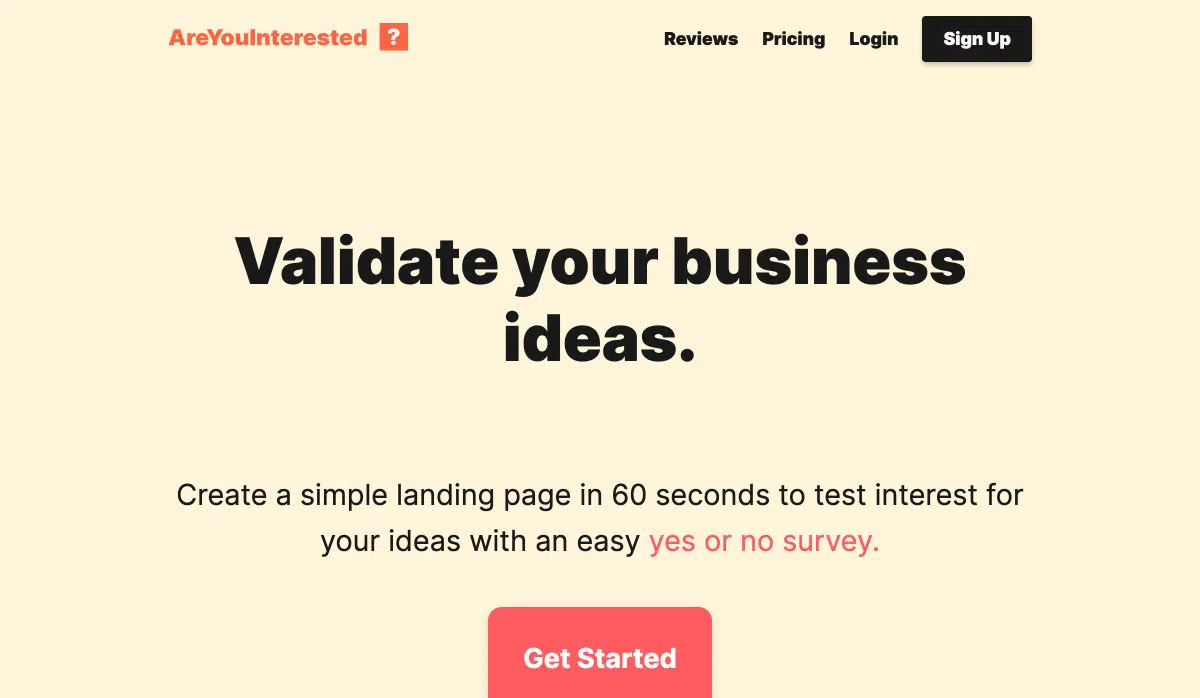 AreYouInterested ?
Reviews Pricing Login Sign Up
Validate your business
ideas.
Create a simple landing page in 60 seconds to test interest for
your ideas with an easy yes or no survey.
Get Started